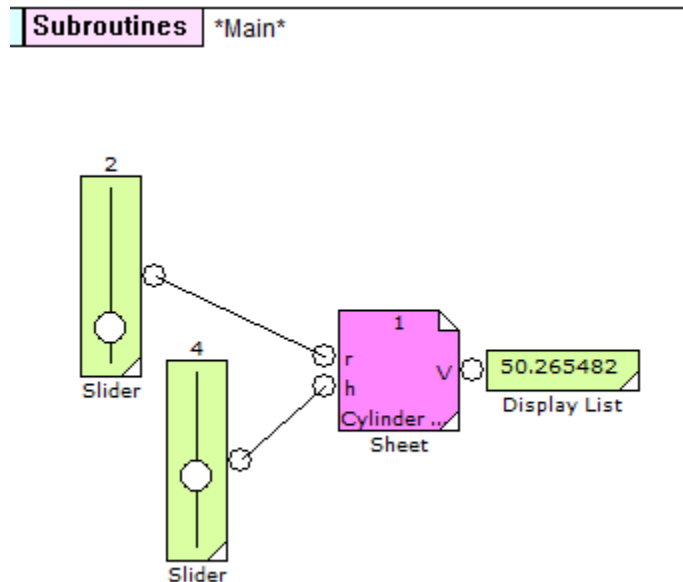 Subroutines *Main*
2
Slider
4
Slider
1
r
h
V
Cylinder ...
Sheet
50.265482
Display List